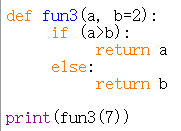 def fun3(a, b=2):
    if (a>b):
        return a
    else:
        return b
print(fun3(7))